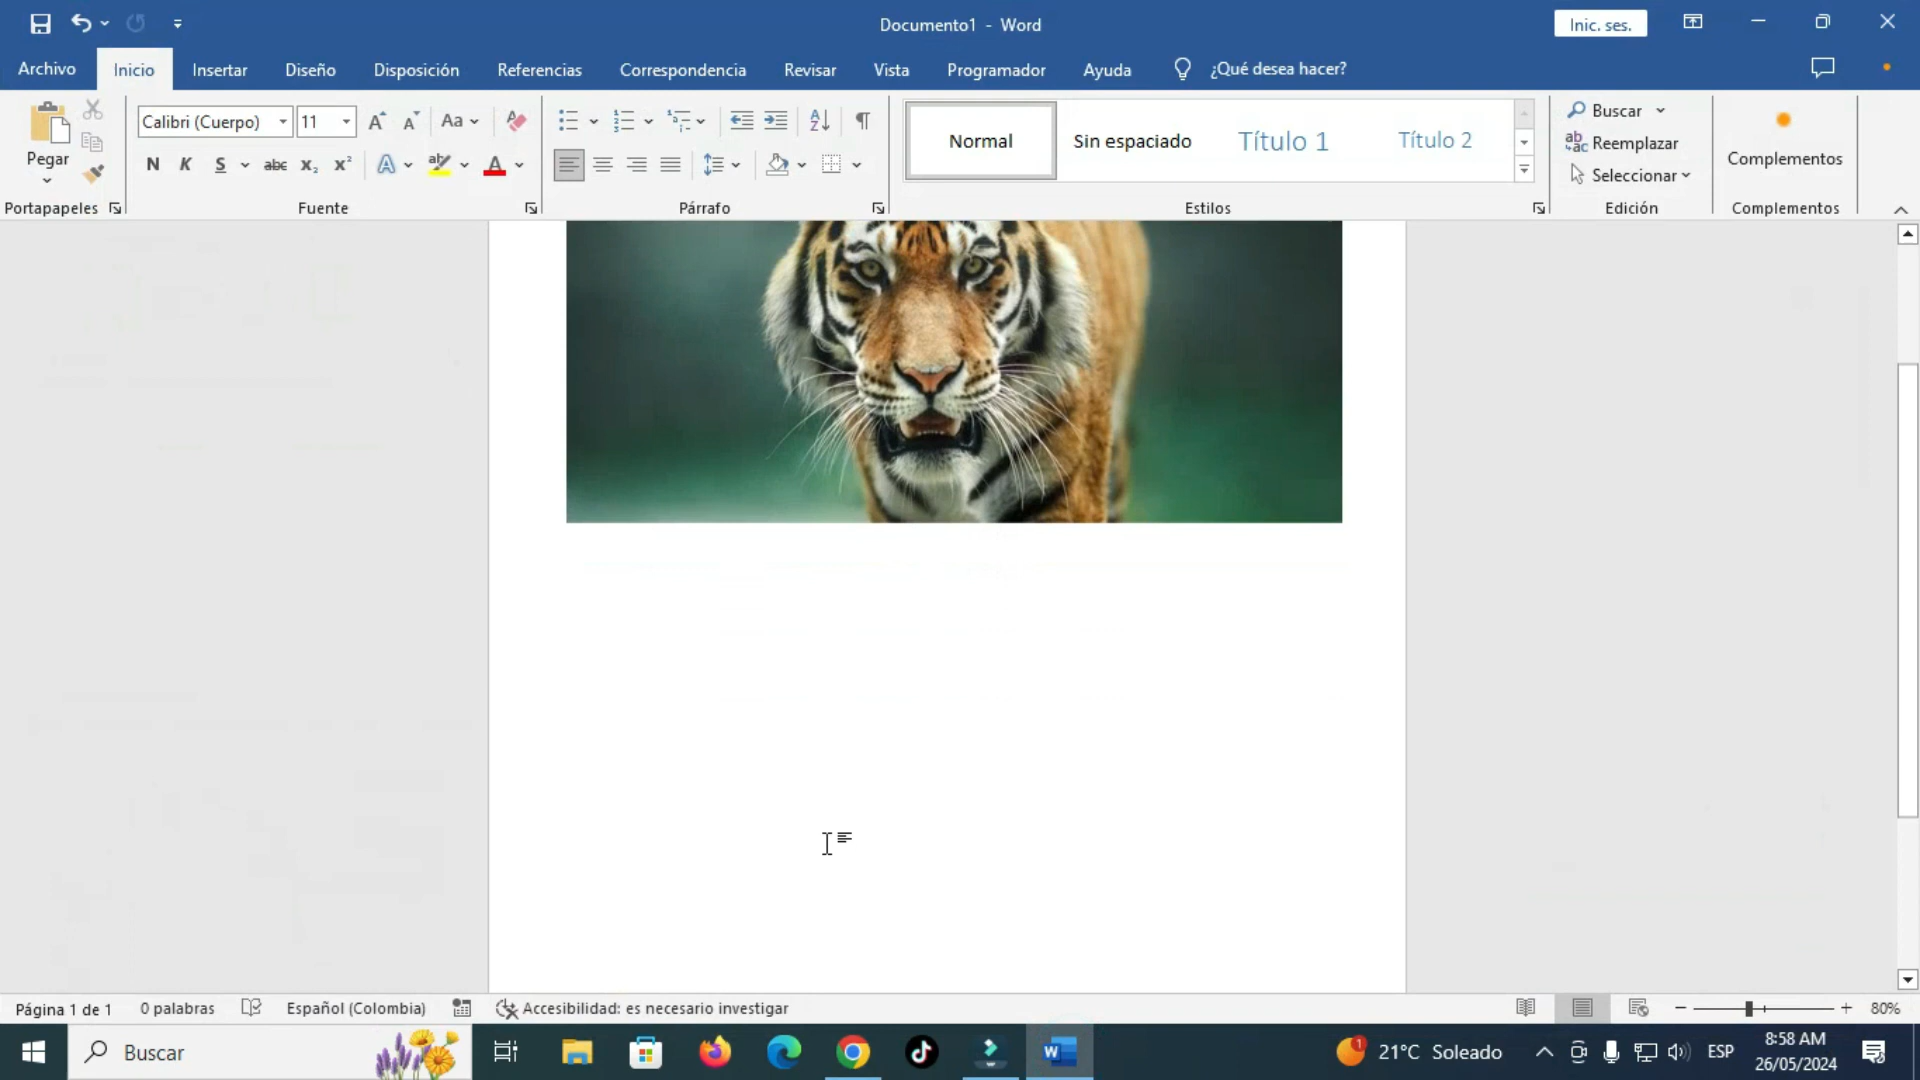 Documento1 - Word
Inic. ses.
Archivo Inicio Insertar Diseño Disposición Referencias Correspondencia Revisar Vista Programador Ayuda ¿Qué desea hacer?
Pegar
Calibri (Cuerpo) 11 Aa
N K S abc x₂ x² A ab A
A Z ¶
Normal Sin espaciado Título 1 Título 2
Buscar
Reemplazar
Seleccionar
Complementos
Portapapeles Fuente Párrafo Estilos Edición Complementos
Página 1 de 1 0 palabras Español (Colombia) Accesibilidad: es necesario investigar 80%
Buscar
1 21°C Soleado ESP 8:58 AM
26/05/2024